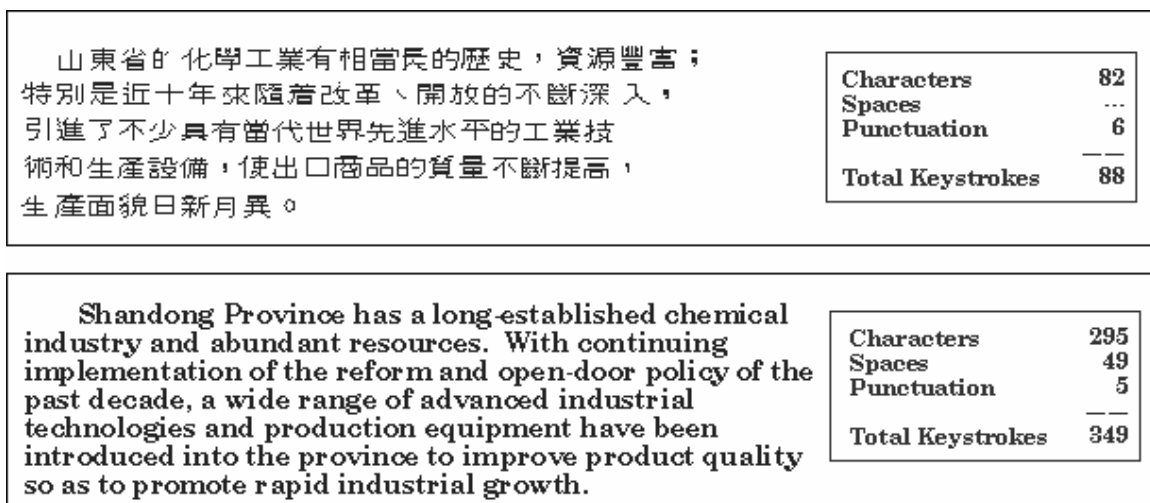 山東省的化學工業有相當長的歷史，資源豐富；
特別是近十年來隨着改革、開放的不斷深入，
引進了不少具有當代世界先進水平的工業技
術和生產設備，使出口商品的質量不斷提高，
生產面貌日新月異。
Characters 82
Spaces ...
Punctuation 6
Total Keystrokes 88
Shandong Province has a long-established chemical
industry and abundant resources. With continuing
implementation of the reform and open-door policy of the
past decade, a wide range of advanced industrial
technologies and production equipment have been
introduced into the province to improve product quality
so as to promote rapid industrial growth.
Characters 295
Spaces 49
Punctuation 5
Total Keystrokes 349